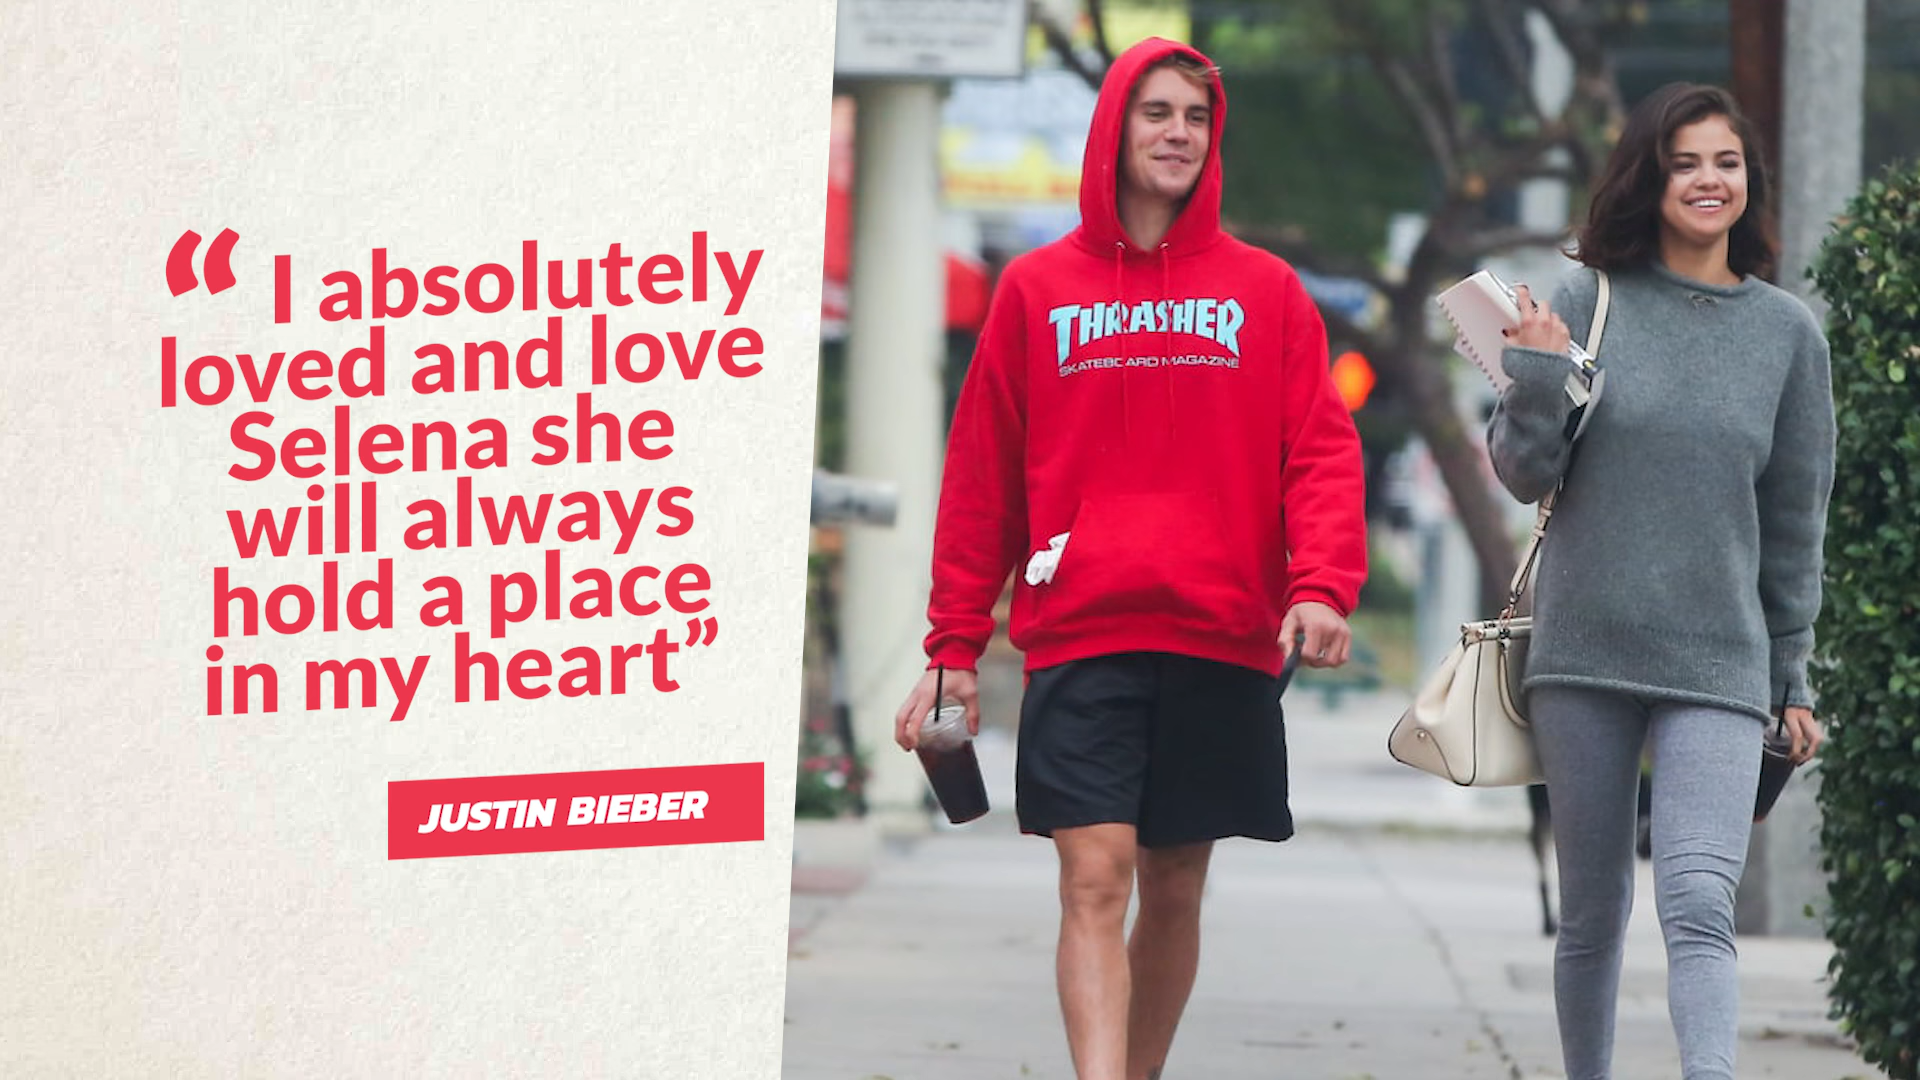 “ I absolutely
loved and love
Selena she
will always
hold a place
in my heart”
JUSTIN BIEBER
THRASHER
SKATEBOARD MAGAZINE